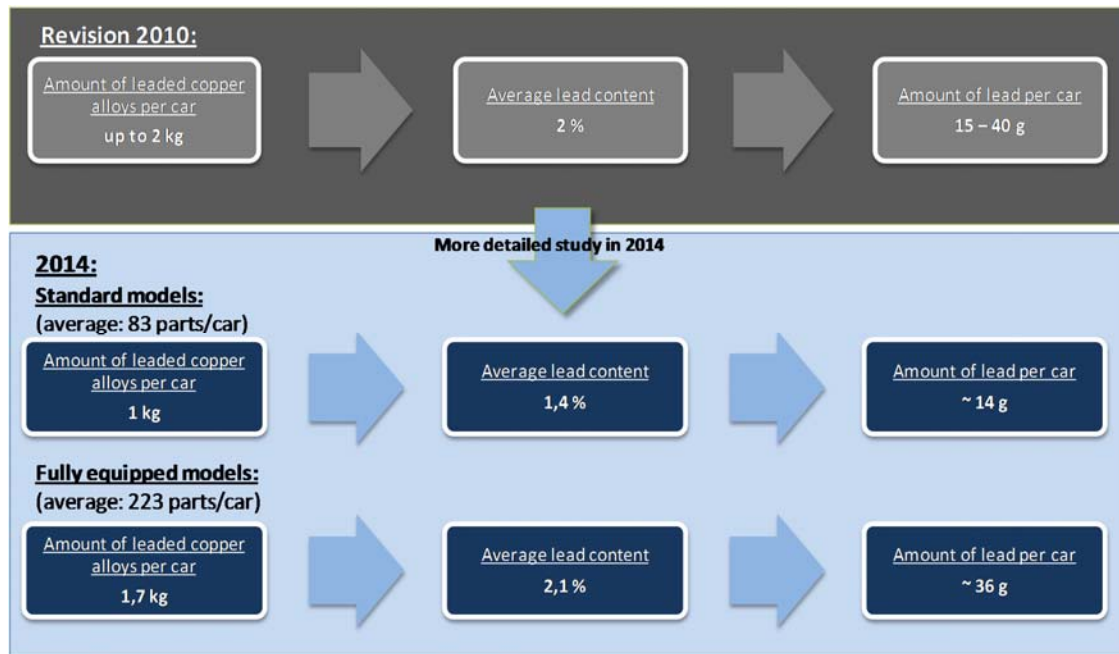 Revision 2010:
Amount of leaded copper
alloys per car
up to 2 kg
Average lead content
2 %
Amount of lead per car
15 – 40 g
More detailed study in 2014
2014:
Standard models:
(average: 83 parts/car)
Amount of leaded copper
alloys per car
1 kg
Average lead content
1,4 %
Amount of lead per car
~ 14 g
Fully equipped models:
(average: 223 parts/car)
Amount of leaded copper
alloys per car
1,7 kg
Average lead content
2,1 %
Amount of lead per car
~ 36 g